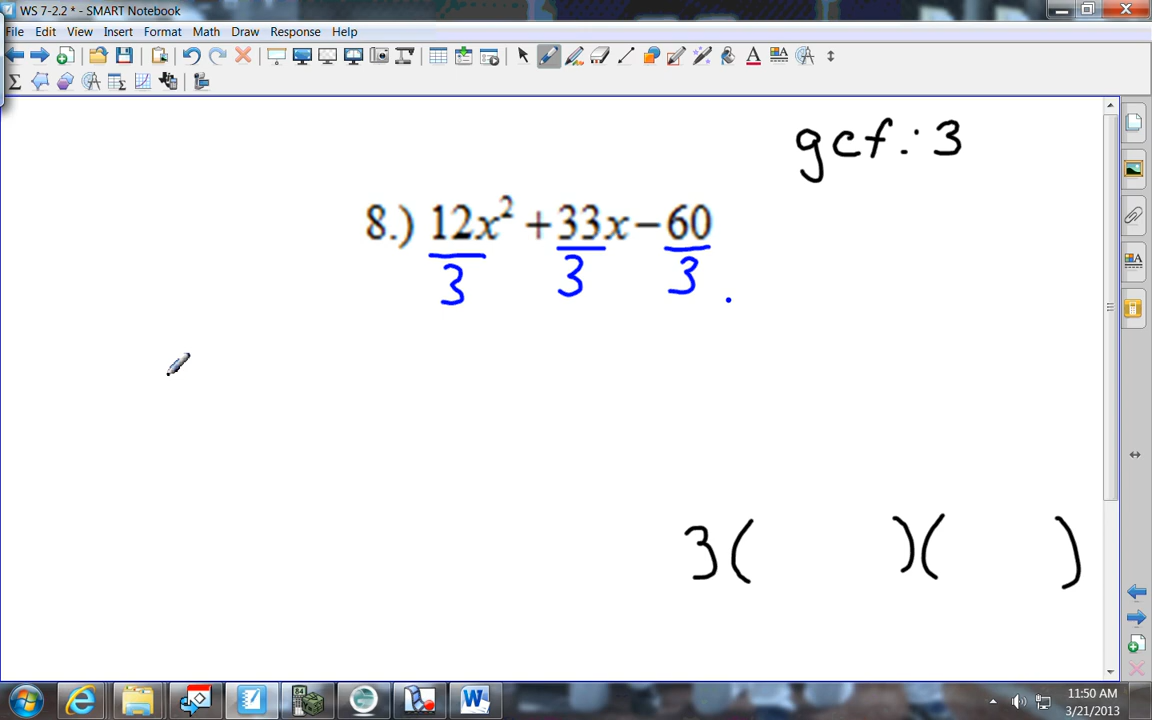 WS 7-2.2 * - SMART Notebook
File Edit View Insert Format Math Draw Response Help
gcf: 3
8.) 12x² + 33x − 60
3 3 3 .
3( )( )
11:50 AM
3/21/2013